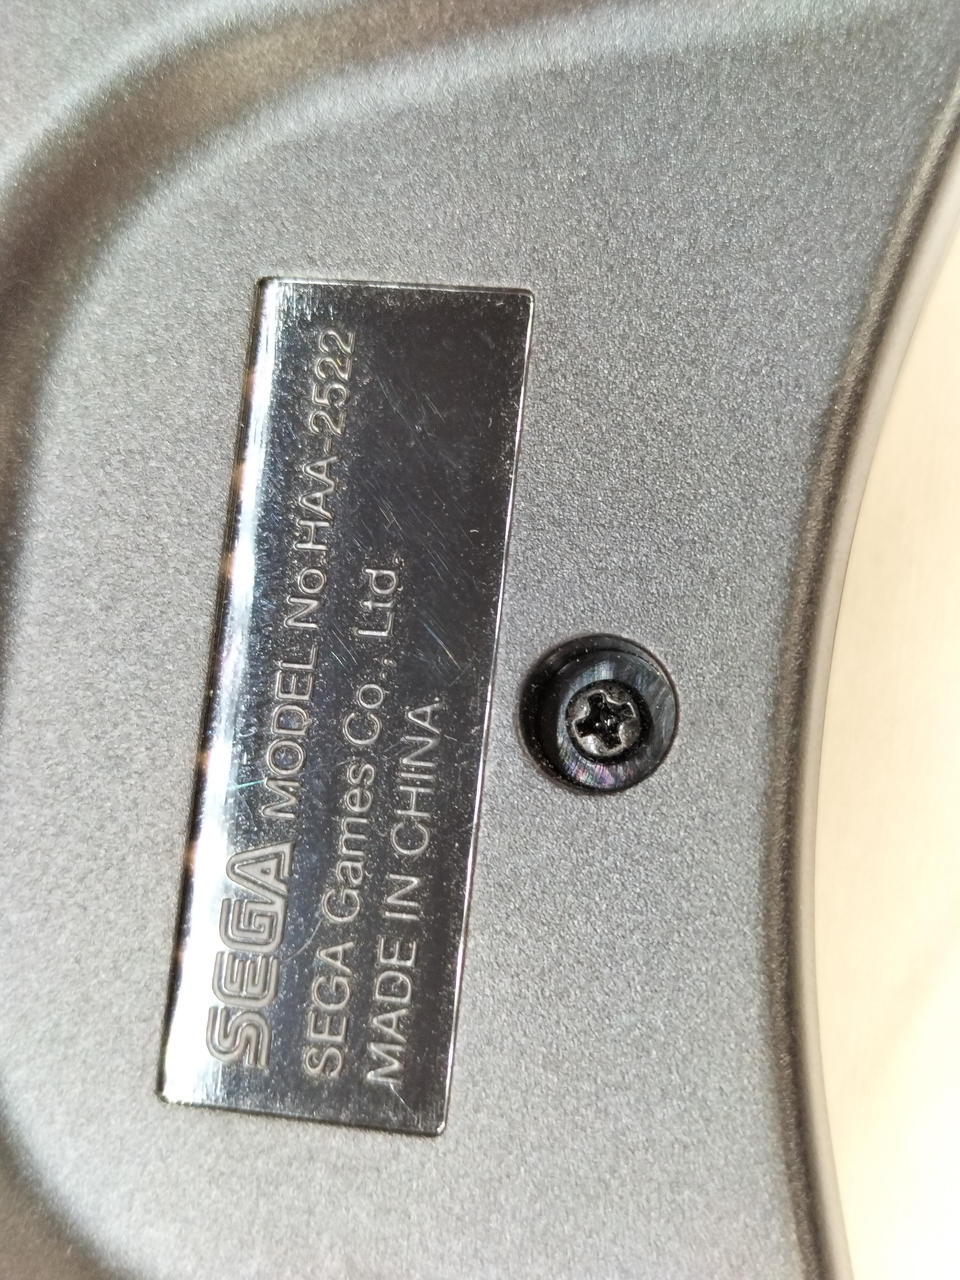 SEGA MODEL No.HAA-2522
SEGA Games Co., Ltd.
MADE IN CHINA.